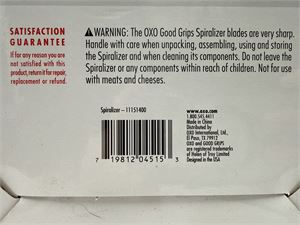 SATISFACTION
GUARANTEE
If for any reason you
are not satisfied with this
product, return it for repair,
replacement or refund.
⚠WARNING: The OXO Good Grips Spiralizer blades are very sharp.
Handle with care when unpacking, assembling, using and storing
the Spiralizer and when cleaning its components. Do not leave
Spiralizer or any components within reach of children. Not for use
with meats and cheeses.
Spiralizer – 11151400
7 19812 04515 3
www.oxo.com
1.800.545.4411
Made in China
Distributed by
OXO International, Ltd.
El Paso, TX 79912
OXO and GOOD GRIPS
are registered trademarks
of Helen of Troy Limited
Designed in the USA